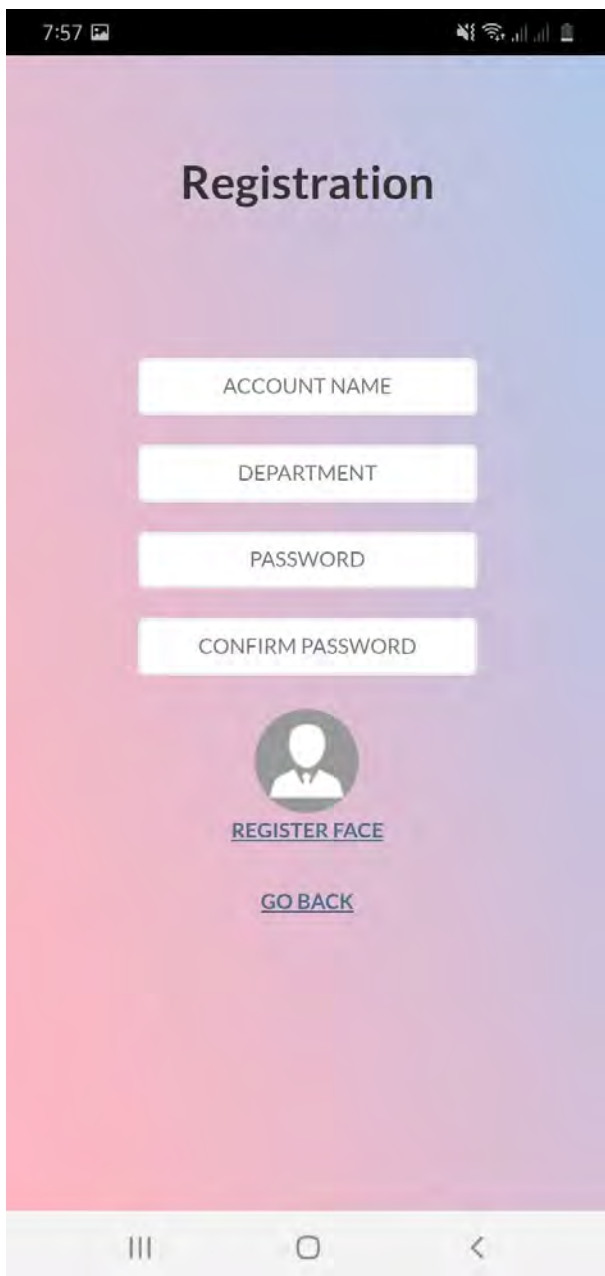 7:57
Registration
ACCOUNT NAME
DEPARTMENT
PASSWORD
CONFIRM PASSWORD
REGISTER FACE
GO BACK